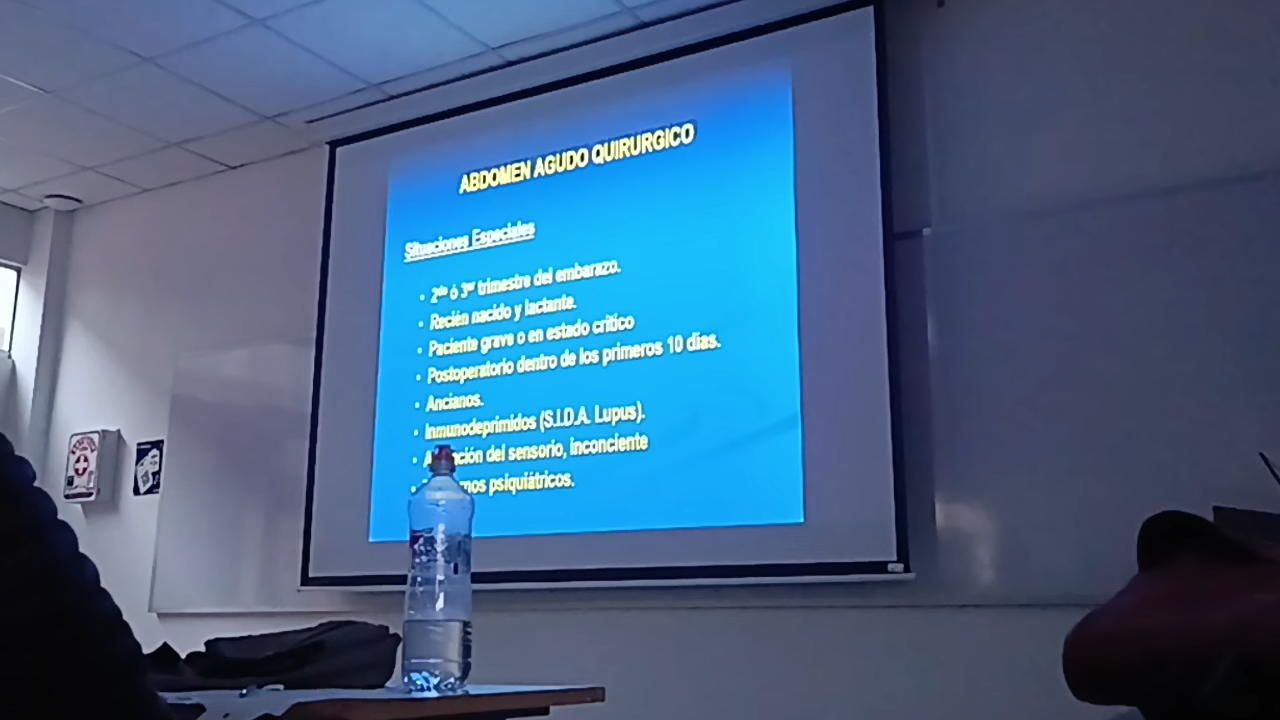 ABDOMEN AGUDO QUIRURGICO
Situaciones Especiales
• 2do ó 3er trimestre del embarazo.
• Recién nacido y lactante.
• Paciente grave o en estado crítico
• Postoperatorio dentro de los primeros 10 días.
• Ancianos.
• Inmunodeprimidos (S.I.D.A. Lupus).
• del sensorio, inconciente
• psiquiátricos.